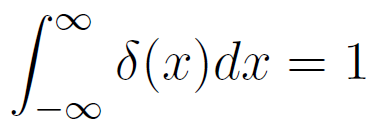 ∫_{-∞}^{∞} δ(x)dx = 1